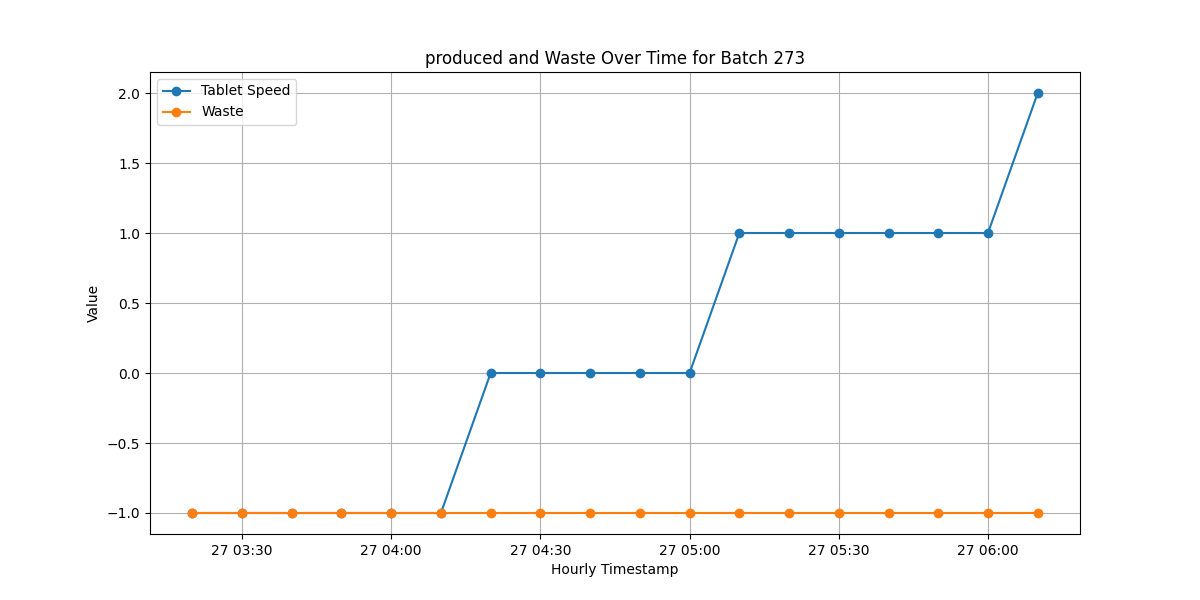 produced and Waste Over Time for Batch 273
Tablet Speed
Waste
2.0
1.5
1.0
0.5
0.0
−0.5
−1.0
Value
27 03:30
27 04:00
27 04:30
27 05:00
27 05:30
27 06:00
Hourly Timestamp